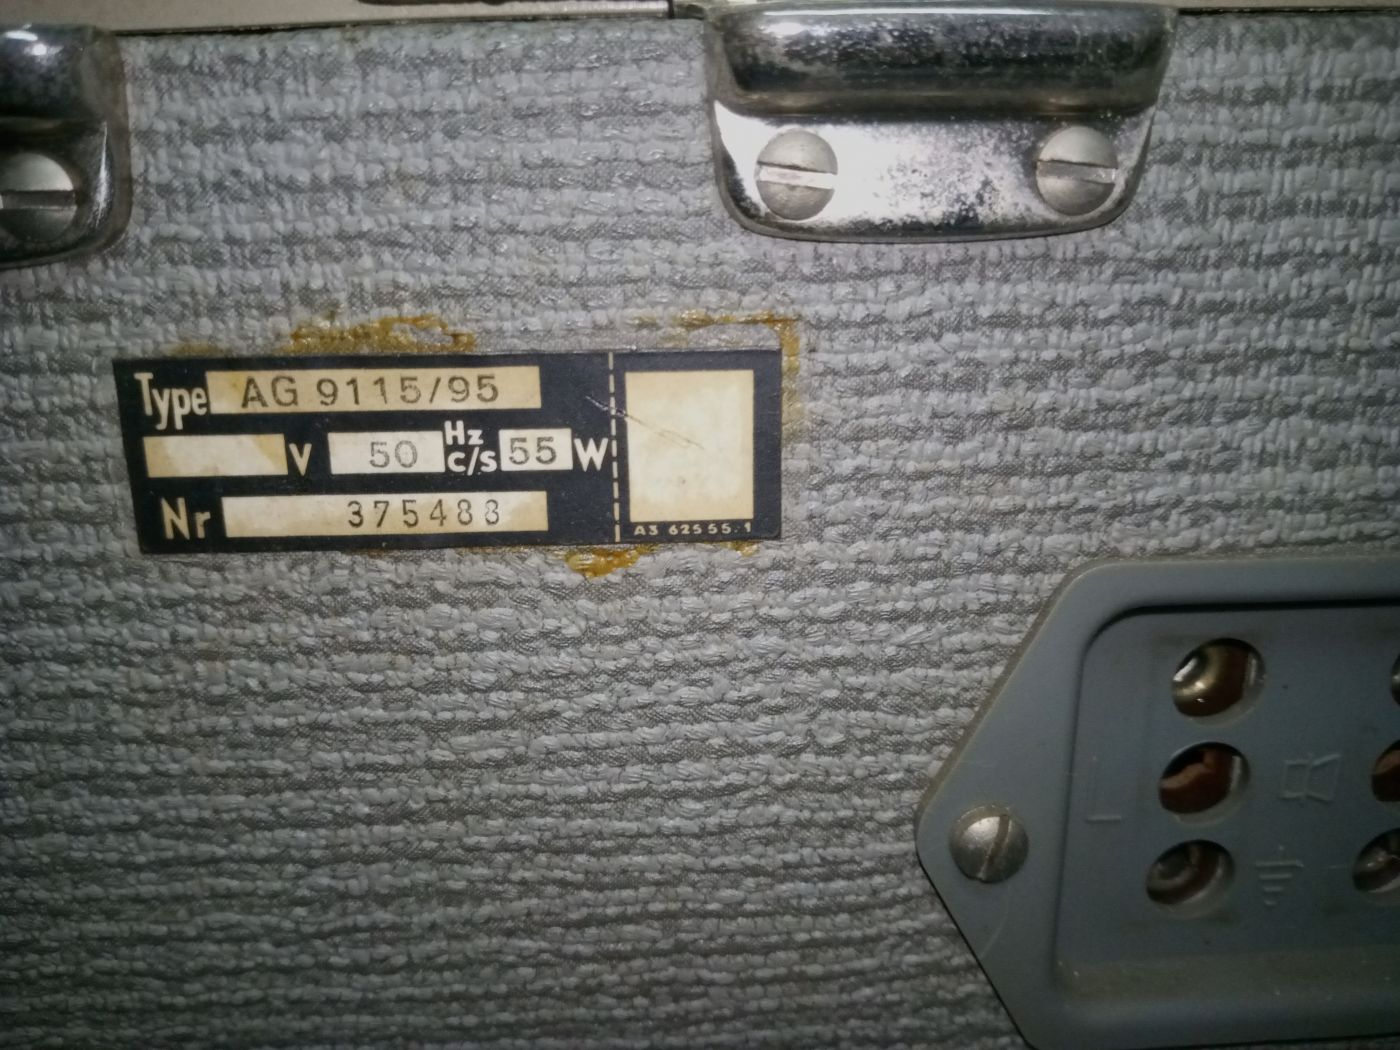 Type AG 9115/95
V 50 Hz c/s 55 W
Nr 375488
A3 625 55.1
L